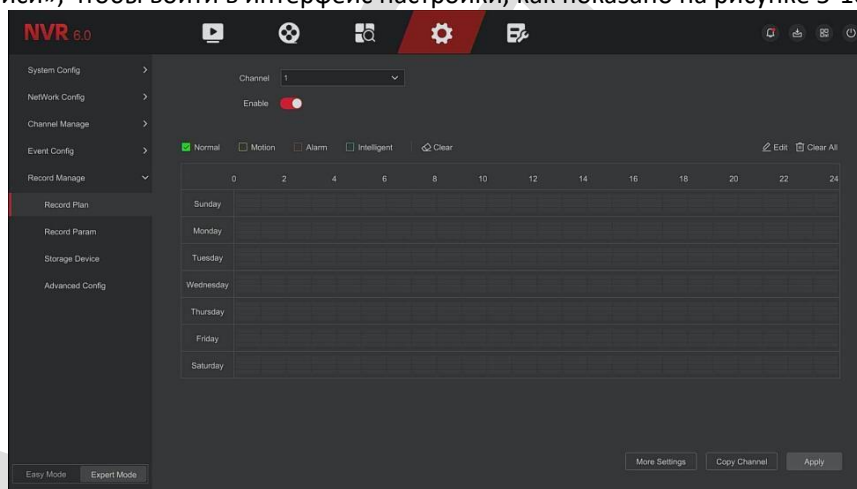 чтобы войти в интерфейс настройки, как показано на рисунке
NVR 6.0
System Config
Channel 1
NetWork Config
Enable
Channel Manage
Event Config
Normal Motion Alarm Intelligent Clear Edit Clear All
Record Manage
0 2 4 6 8 10 12 14 16 18 20 22 24
Record Plan
Sunday
Record Param
Monday
Storage Device
Tuesday
Advanced Config
Wednesday
Thursday
Friday
Saturday
More Settings Copy Channel Apply
Easy Mode Expert Mode